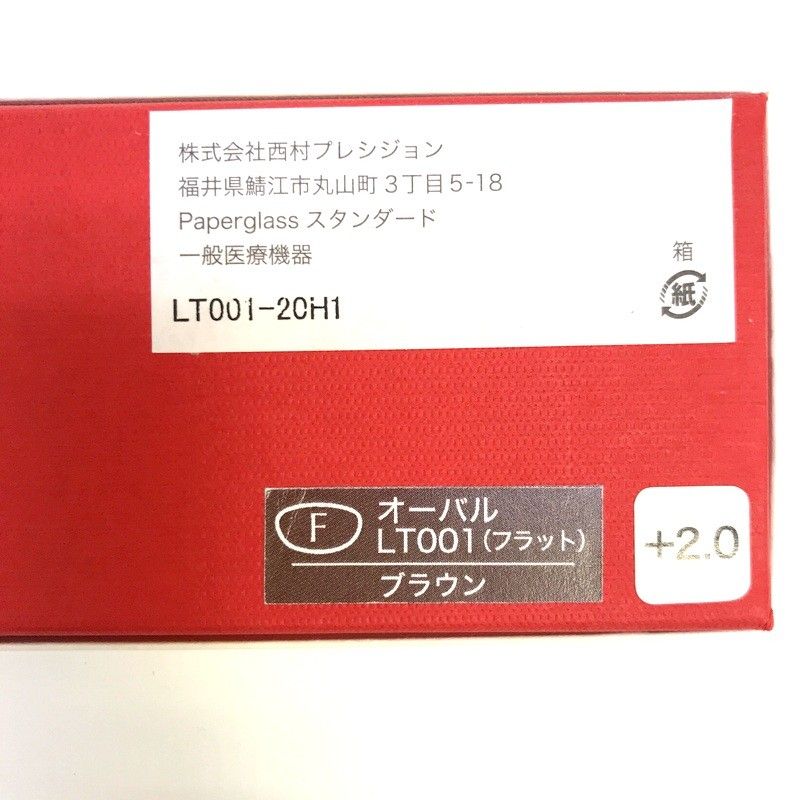 株式会社西村プレシジョン
福井県鯖江市丸山町3丁目5-18
Paperglass スタンダード
一般医療機器
箱
紙
LT001-20H1
F
オーバル
LT001(フラット)
ブラウン
+2.0